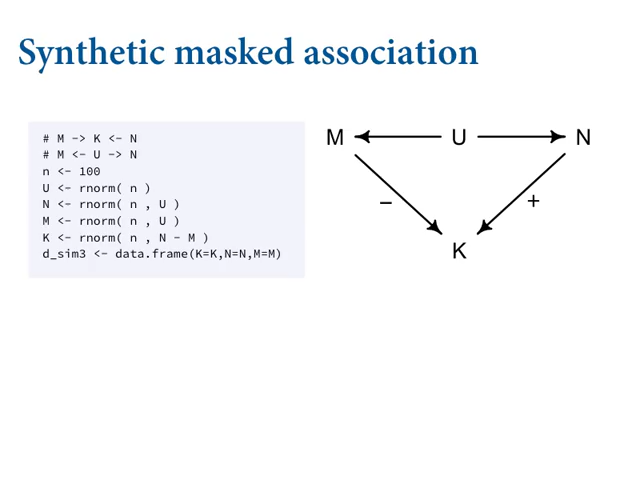 Synthetic masked association
# M -> K <- N
# M <- U -> N
n <- 100
U <- rnorm( n )
N <- rnorm( n , U )
M <- rnorm( n , U )
K <- rnorm( n , N - M )
d_sim3 <- data.frame(K=K,N=N,M=M)
M U N
– +
K